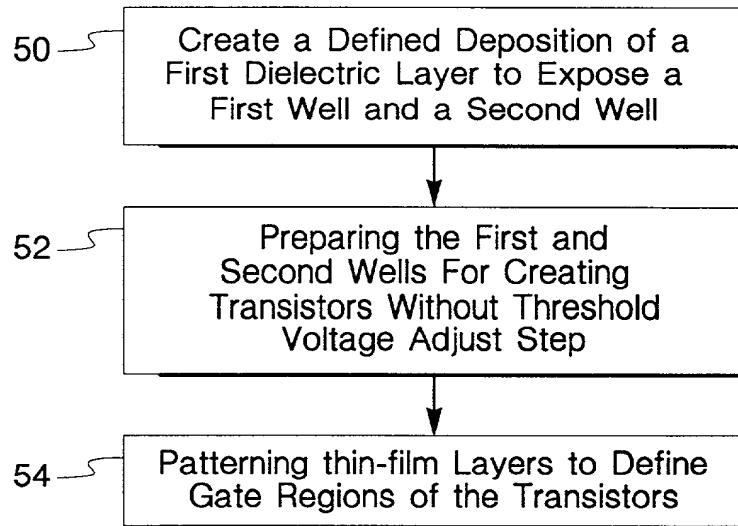 50
Create a Defined Deposition of a
First Dielectric Layer to Expose a
First Well and a Second Well
52
Preparing the First and
Second Wells For Creating
Transistors Without Threshold
Voltage Adjust Step
54
Patterning thin-film Layers to Define
Gate Regions of the Transistors